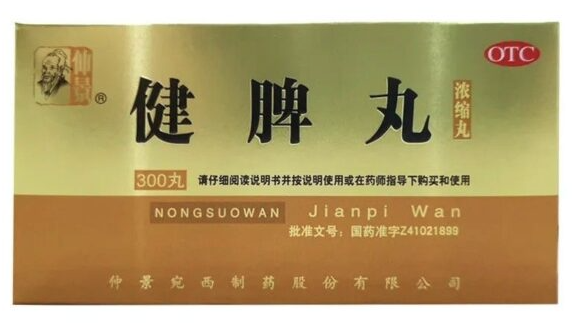 仙景
®
OTC
健脾丸
浓缩丸
300丸 请仔细阅读说明书并按说明使用或在药师指导下购买和使用
NONGSUOWAN Jianpi Wan
批准文号：国药准字Z41021899
仲景宛西制药股份有限公司